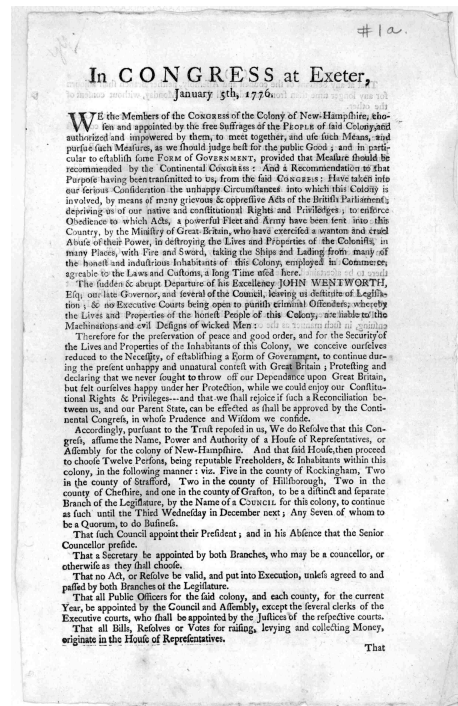 #1a.
In CONGRESS at Exeter,
January 5th, 1776.
WE the Members of the CONGRESS of the Colony of New-Hampshire, cho-
sen and appointed by the free Suffrages of the PEOPLE of said Colony,and
authorized and impowered by them, to meet together, and use such Means, and
pursue such Measures, as we should judge best for the public Good ; and in parti-
cular to establish some FORM of GOVERNMENT, provided that Measure should be
recommended by the Continental CONGRESS : And a Recommendation to that
Purpose having been transmitted to us, from the said CONGRESS : Have taken into
our serious Consideration the unhappy Circumstances into which this Colony is
involved, by means of many grievous & oppressive Acts of the British Parliament,
depriving us of our native and constitutional Rights and Priviledges ; to enforce
Obedience to which Acts, a powerful Fleet and Army have been sent into this
Country, by the Ministry of Great-Britain, who have exercised a wanton and cruel
Abuse of their Power, in destroying the Lives and Properties of the Colonists, in
many Places, with Fire and Sword, taking the Ships and Lading from many of
the honest and industrious Inhabitants of this Colony, employed in Commerce,
agreable to the Laws and Customs, a long Time used here.
The sudden & abrupt Departure of his Excellency JOHN WENTWORTH,
Esq; our late Governor, and several of the Council, leaving us destitute of Legisla-
tion ; & no Executive Courts being open to punish criminal Offenders; whereby
the Lives and Properties of the honest People of this Colony, are liable to the
Machinations and evil Designs of wicked Men :
Therefore for the preservation of peace and good order, and for the Security of
the Lives and Properties of the Inhabitants of this Colony, we conceive ourselves
reduced to the Necessity, of establishing a Form of Government, to continue dur-
ing the present unhappy and unnatural contest with Great Britain ; Protesting and
declaring that we never sought to throw off our Dependance upon Great Britain,
but felt ourselves happy under her Protection, while we could enjoy our Constitu-
tional Rights & Privileges---and that we shall rejoice if such a Reconciliation be-
tween us, and our Parent State, can be effected as shall be approved by the Conti-
nental Congress, in whose Prudence and Wisdom we confide.
Accordingly, pursuant to the Trust reposed in us, We do Resolve that this Con-
gress, assume the Name, Power and Authority of a House of Representatives, or
Assembly for the colony of New-Hampshire. And that said House,then proceed
to choose Twelve Persons, being reputable Freeholders, & Inhabitants within this
colony, in the following manner : viz. Five in the county of Rockingham, Two
in the county of Strafford, Two in the county of Hillsborough, Two in the
county of Cheshire, and one in the county of Grafton, to be a distinct and separate
Branch of the Legislature, by the Name of a COUNCIL for this colony, to continue
as such until the Third Wednesday in December next ; Any Seven of whom to
be a Quorum, to do Business.
That such Council appoint their President ; and in his Absence that the Senior
Councellor preside.
That a Secretary be appointed by both Branches, who may be a councellor, or
otherwise as they shall choose.
That no Act, or Resolve be valid, and put into Execution, unless agreed to and
passed by both Branches of the Legislature.
That all Public Officers for the said colony, and each county, for the current
Year, be appointed by the Council and Assembly, except the several clerks of the
Executive courts, who shall be appointed by the Justices of the respective courts.
That all Bills, Resolves or Votes for raising, levying and collecting Money,
originate in the House of Representatives.
That